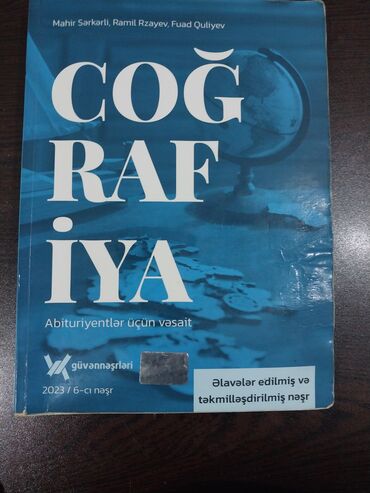 Mahir Sərkərli, Ramil Rzayev, Fuad Quliyev
COĞ
RAF
İYA
Abituriyentlər üçün vəsait
güvənnəşrləri
2023 / 6-cı nəşr
Əlavələr edilmiş və
təkmilləşdirilmiş nəşr